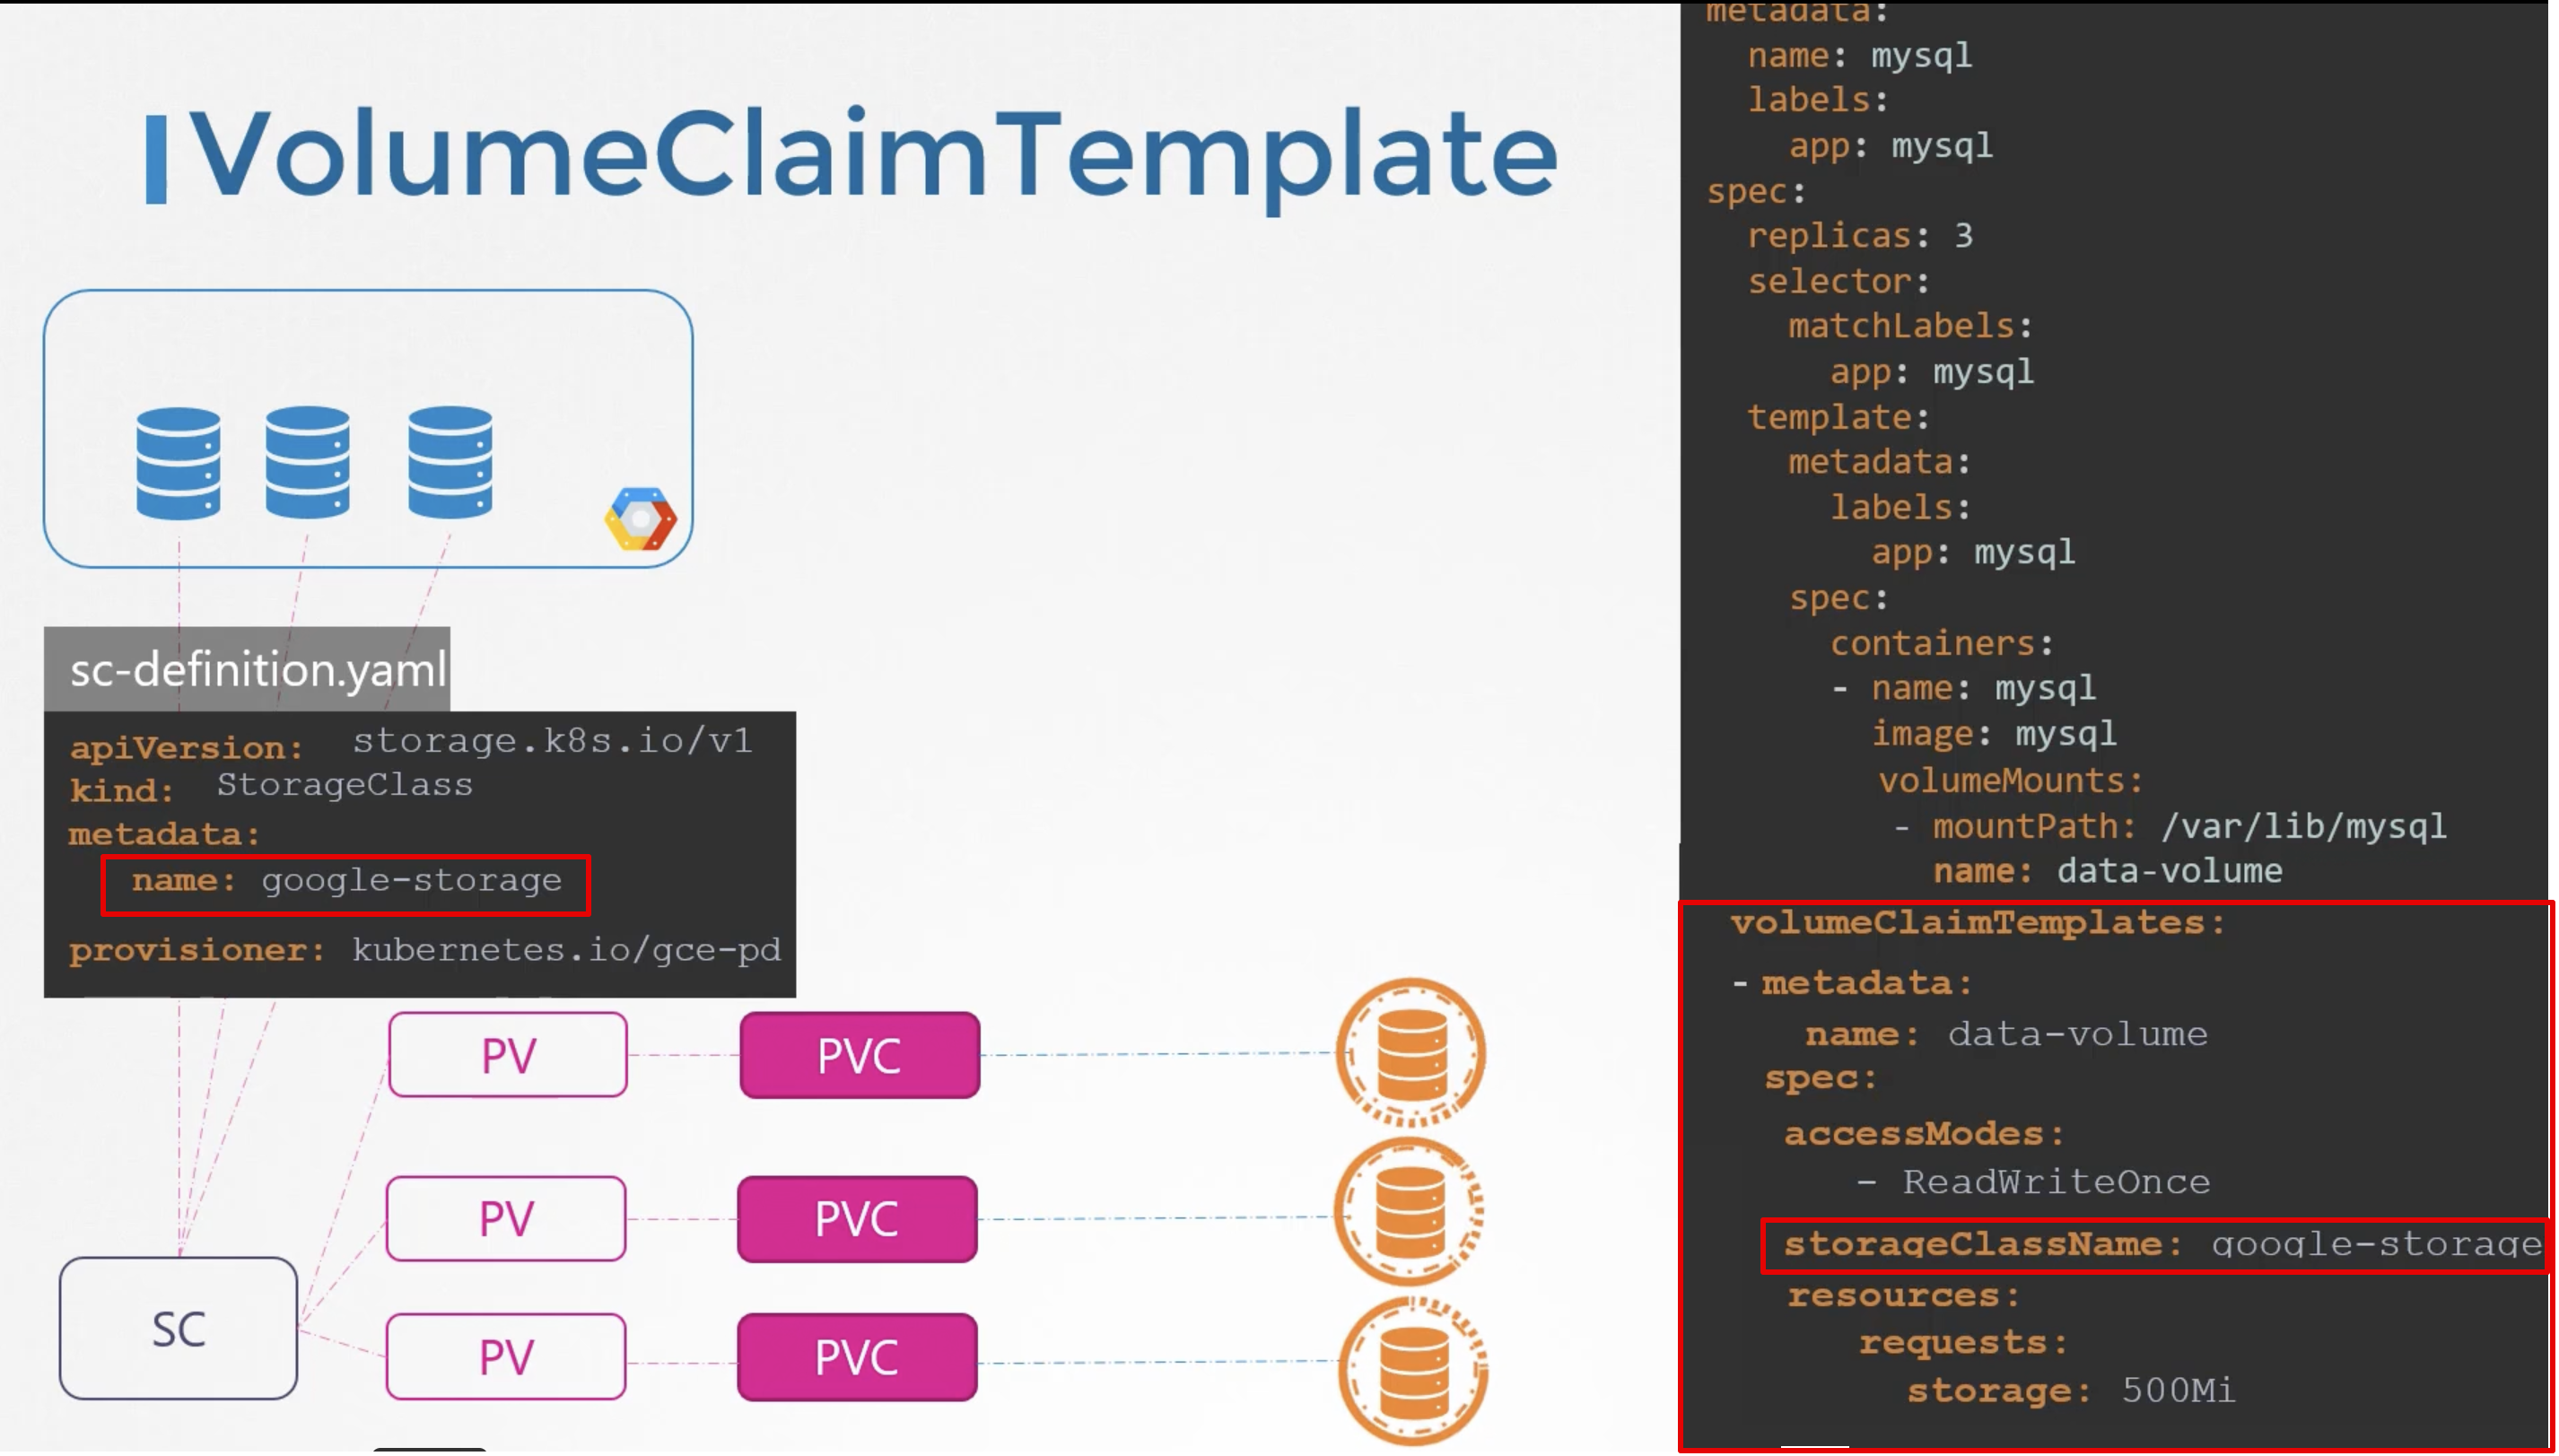 VolumeClaimTemplate
sc-definition.yaml
apiVersion: storage.k8s.io/v1
kind: StorageClass
metadata:
name: google-storage
provisioner: kubernetes.io/gce-pd
PV
PVC
PV
PVC
SC
PV
PVC
metadata:
name: mysql
labels:
app: mysql
spec:
replicas: 3
selector:
matchLabels:
app: mysql
template:
metadata:
labels:
app: mysql
spec:
containers:
- name: mysql
image: mysql
volumeMounts:
- mountPath: /var/lib/mysql
name: data-volume
volumeClaimTemplates:
- metadata:
name: data-volume
spec:
accessModes:
- ReadWriteOnce
storageClassName: google-storage
resources:
requests:
storage: 500Mi